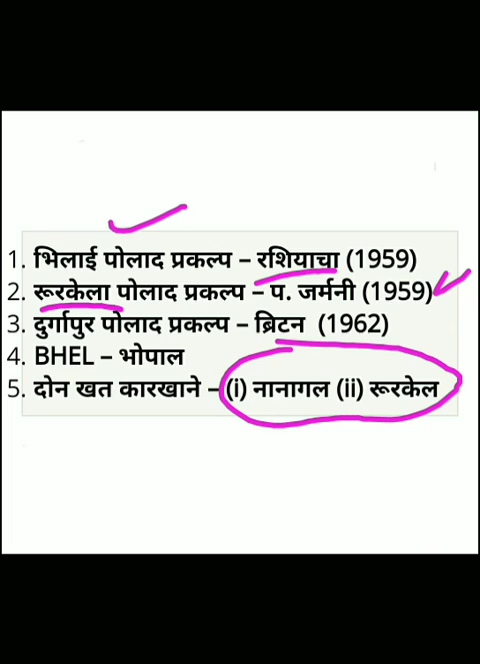 1. भिलाई पोलाद प्रकल्प – रशियाचा (1959)
2. रूरकेला पोलाद प्रकल्प – प. जर्मनी (1959)
3. दुर्गापुर पोलाद प्रकल्प – ब्रिटन (1962)
4. BHEL – भोपाल
5. दोन खत कारखाने – (i) नानागल (ii) रूरकेल